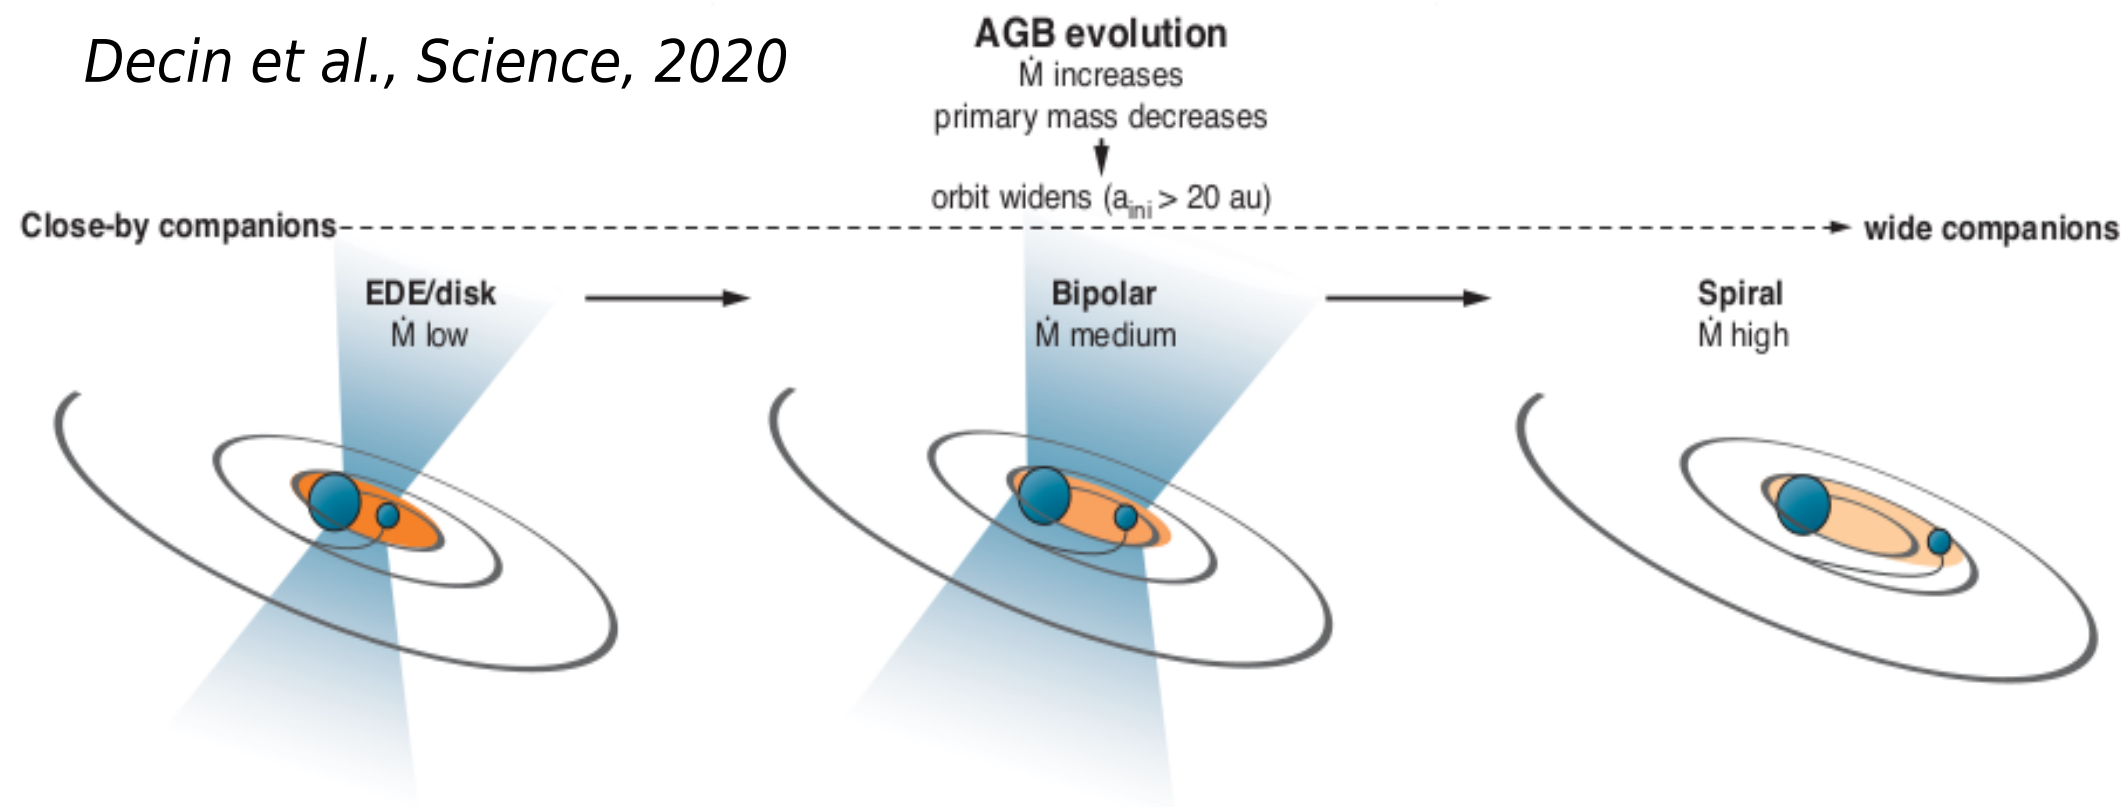 Decin et al., Science, 2020
AGB evolution
Ṁ increases
primary mass decreases
orbit widens (aini > 20 au)
Close-by companions
wide companions
EDE/disk
Ṁ low
Bipolar
Ṁ medium
Spiral
Ṁ high